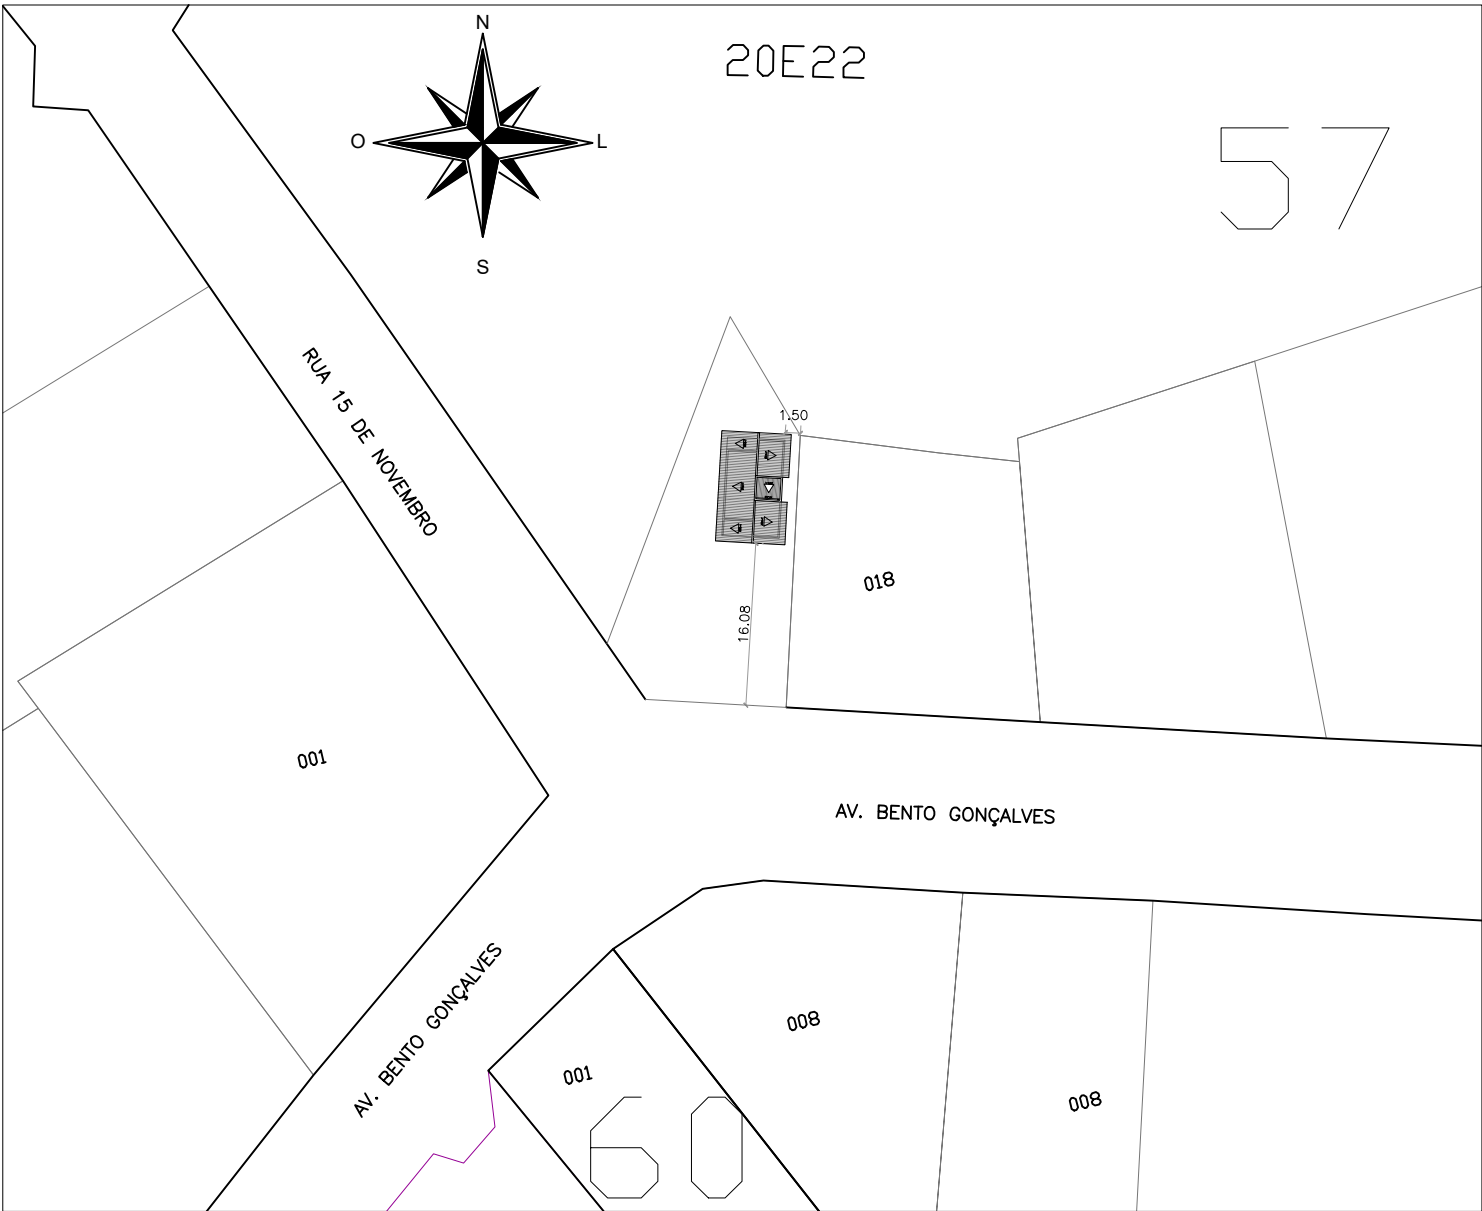 N
20E22
57
O
L
S
RUA 15 DE NOVEMBRO
1.50
018
16.08
001
AV. BENTO GONÇALVES
AV. BENTO GONÇALVES
008
001
008
60